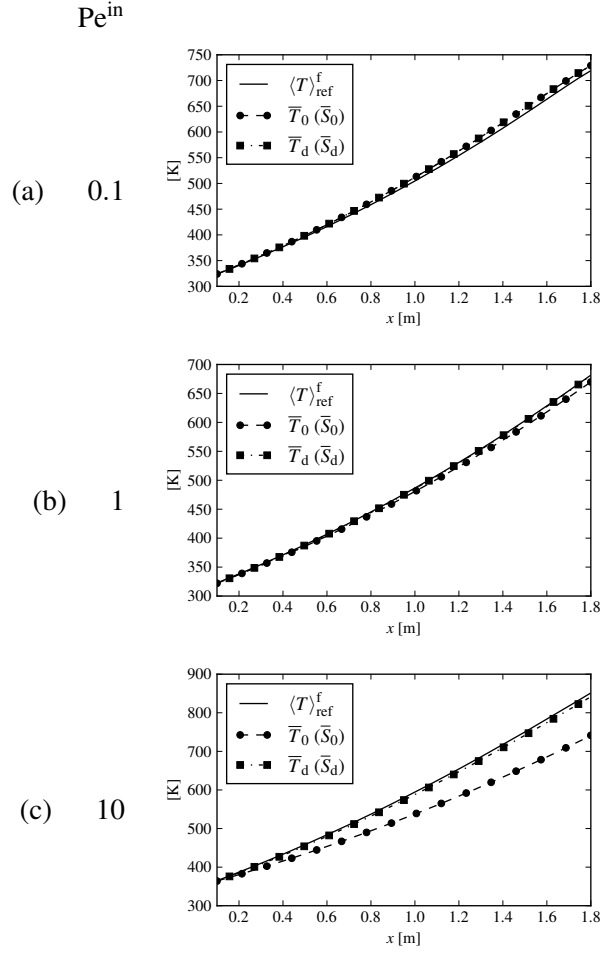 Pe^in
750
700
650
600
550
500
450
400
350
300
[K]
⟨T⟩^f_ref
T̅_0 (S̅_0)
T̅_d (S̅_d)
(a) 0.1
0.2 0.4 0.6 0.8 1.0 1.2 1.4 1.6 1.8
x [m]
700
650
600
550
500
450
400
350
300
[K]
⟨T⟩^f_ref
T̅_0 (S̅_0)
T̅_d (S̅_d)
(b) 1
0.2 0.4 0.6 0.8 1.0 1.2 1.4 1.6 1.8
x [m]
900
800
700
600
500
400
300
[K]
⟨T⟩^f_ref
T̅_0 (S̅_0)
T̅_d (S̅_d)
(c) 10
0.2 0.4 0.6 0.8 1.0 1.2 1.4 1.6 1.8
x [m]